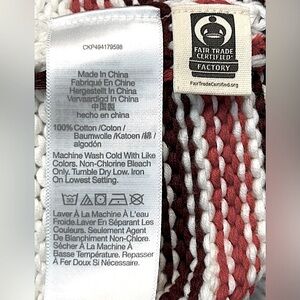 CKP494179598
Made In China
Fabriqué En Chine
Hergestellt In China
Vervaardigd In China
中国製
hecho en china
100% Cotton /Coton /
Baumwolle /Katoen /綿 /
algodón
Machine Wash Cold With Like
Colors. Non-Chlorine Bleach
Only. Tumble Dry Low. Iron
On Lowest Setting.
Laver À La Machine À L'eau
Froide.Laver En Séparant Les
Couleurs. Seulement Agent
De Blanchiment Non-Chlore.
Sécher À La Machine À
Basse Température. Repasser
À Fer Doux Si Nécessaire.
FAIR TRADE
CERTIFIED
FACTORY
FairTradeCertified.org